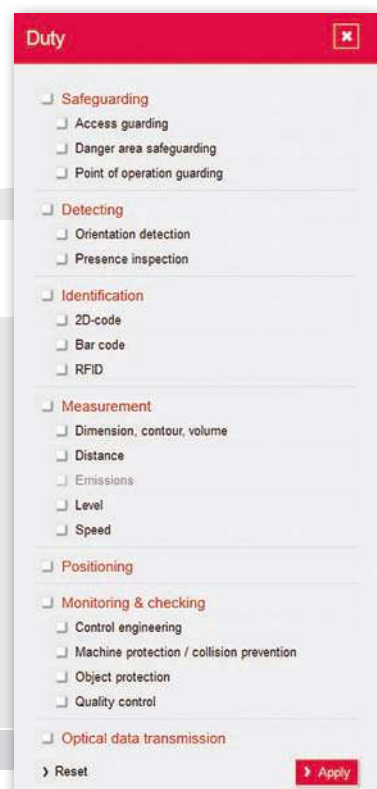 Duty
Safeguarding
Access guarding
Danger area safeguarding
Point of operation guarding
Detecting
Orientation detection
Presence inspection
Identification
2D-code
Bar code
RFID
Measurement
Dimension, contour, volume
Distance
Emissions
Level
Speed
Positioning
Monitoring & checking
Control engineering
Machine protection / collision prevention
Object protection
Quality control
Optical data transmission
Reset
Apply